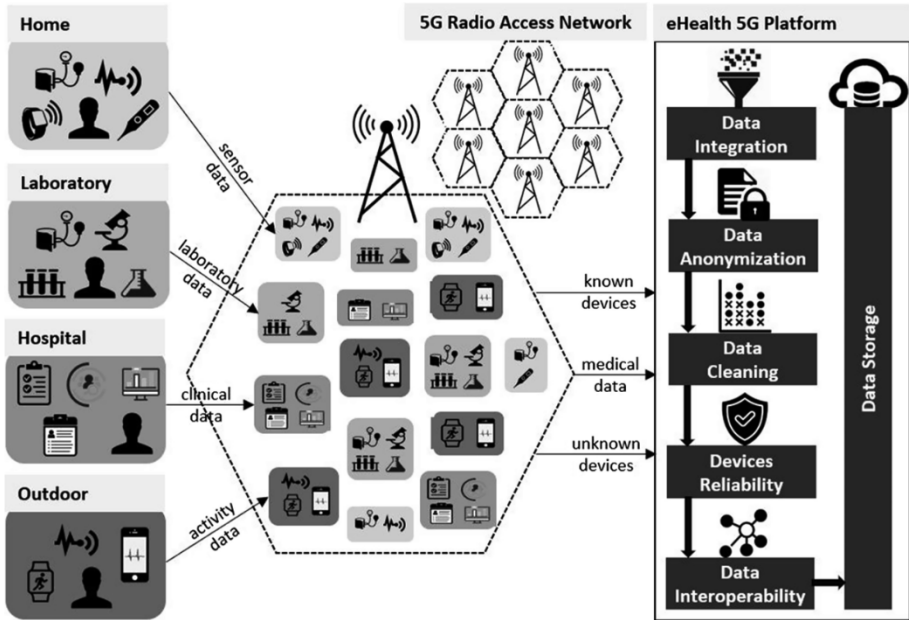 Home
5G Radio Access Network
eHealth 5G Platform
sensor
data
Laboratory
laboratory
data
Hospital
clinical
data
Outdoor
activity
data
known
devices
medical
data
unknown
devices
Data
Integration
Data
Anonymization
Data
Cleaning
Devices
Reliability
Data
Interoperability
Data Storage